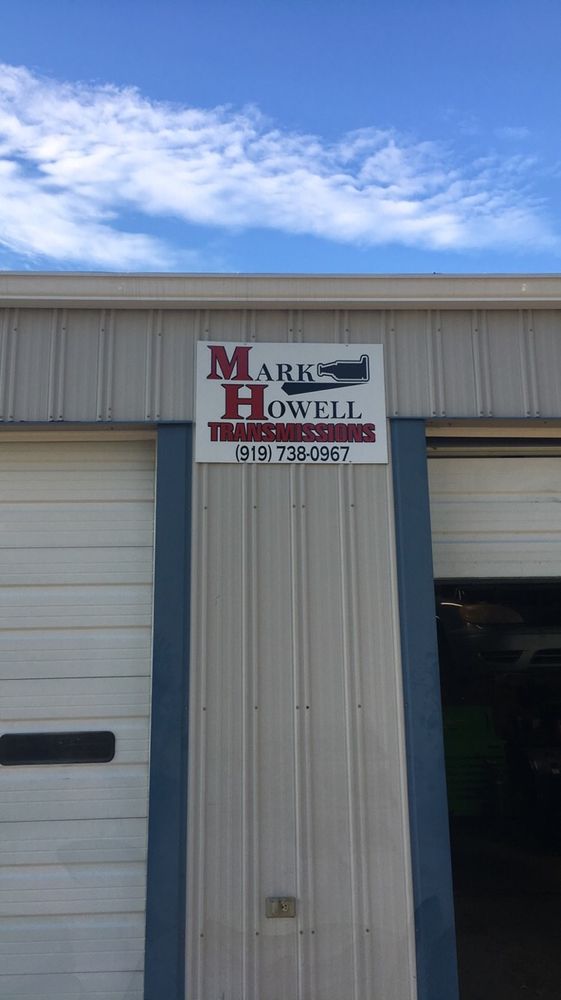 MARK
HOWELL
TRANSMISSIONS
(919) 738-0967